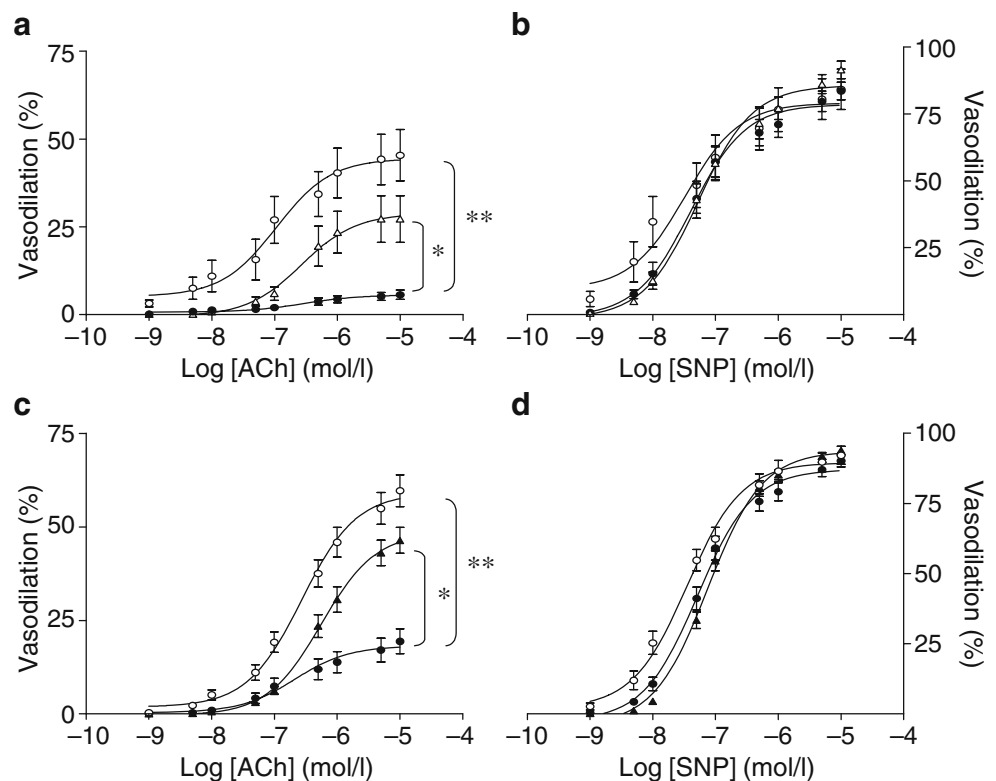 a
75
50
25
0
Vasodilation (%)
**
*
–10 –9 –8 –7 –6 –5 –4
Log [ACh] (mol/l)
b
100
75
50
25
Vasodilation (%)
–10 –9 –8 –7 –6 –5 –4
Log [SNP] (mol/l)
c
75
50
25
0
Vasodilation (%)
**
*
–10 –9 –8 –7 –6 –5 –4
Log [ACh] (mol/l)
d
100
75
50
25
Vasodilation (%)
–10 –9 –8 –7 –6 –5 –4
Log [SNP] (mol/l)